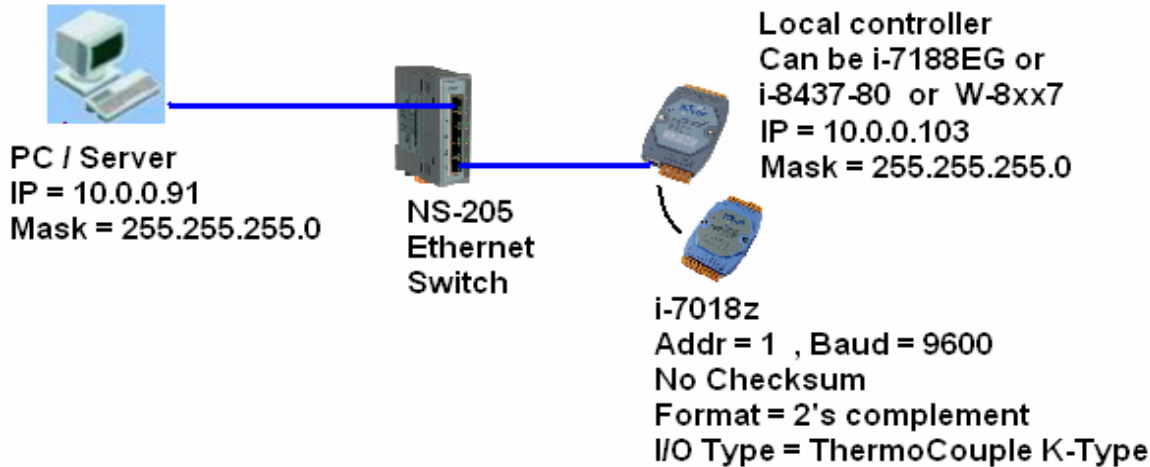 PC / Server
IP = 10.0.0.91
Mask = 255.255.255.0
NS-205
Ethernet
Switch
Local controller
Can be i-7188EG or
i-8437-80 or W-8xx7
IP = 10.0.0.103
Mask = 255.255.255.0
i-7018z
Addr = 1 , Baud = 9600
No Checksum
Format = 2's complement
I/O Type = ThermoCouple K-Type